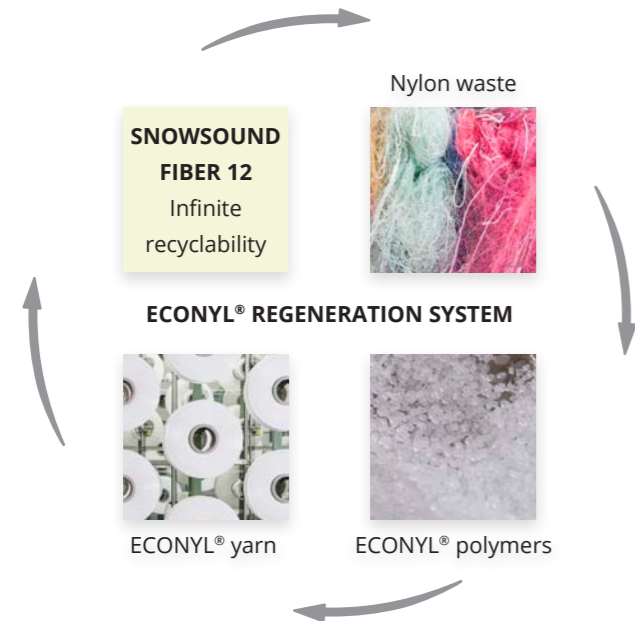 Nylon waste
SNOWSOUND
FIBER 12
Infinite
recyclability
ECONYL® REGENERATION SYSTEM
ECONYL® yarn
ECONYL® polymers